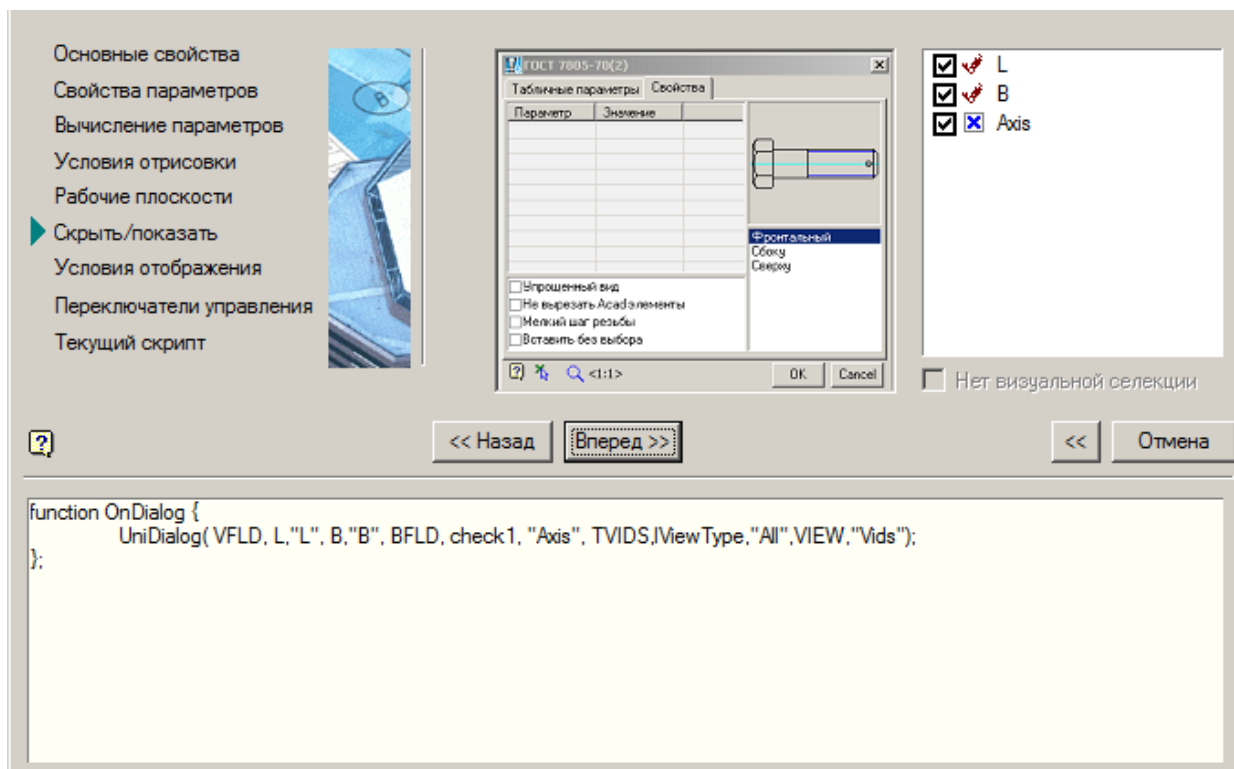 Основные свойства
Свойства параметров
Вычисление параметров
Условия отрисовки
Рабочие плоскости
Скрыть/показать
Условия отображения
Переключатели управления
Текущий скрипт
ГОСТ 7805-70(2)
Табличные параметры
Свойства
Параметр
Значение
Фронтальный
Сбоку
Сверху
Упрощенный вид
Не вырезать Acad элементы
Мелкий шаг резьбы
Вставить без выбора
<1:1>
OK
Cancel
L
B
Axis
Нет визуальной селекции
<< Назад
Вперед >>
<<
Отмена
function OnDialog {
UniDialog( VFLD, L,"L", B,"B", BFLD, check1, "Axis", TVIDS,IViewType,"All",VIEW,"Vids");
};